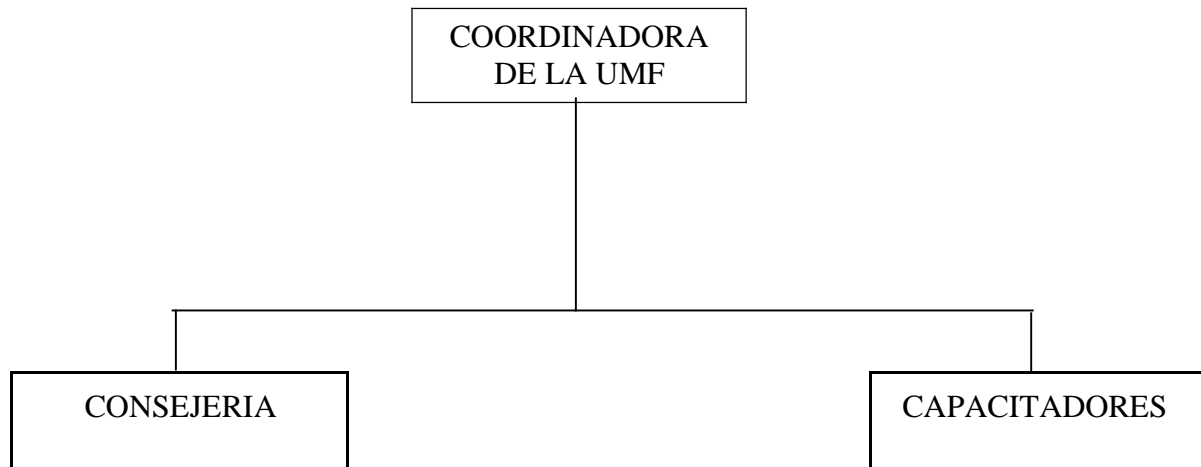 COORDINADORA
DE LA UMF
CONSEJERIA
CAPACITADORES